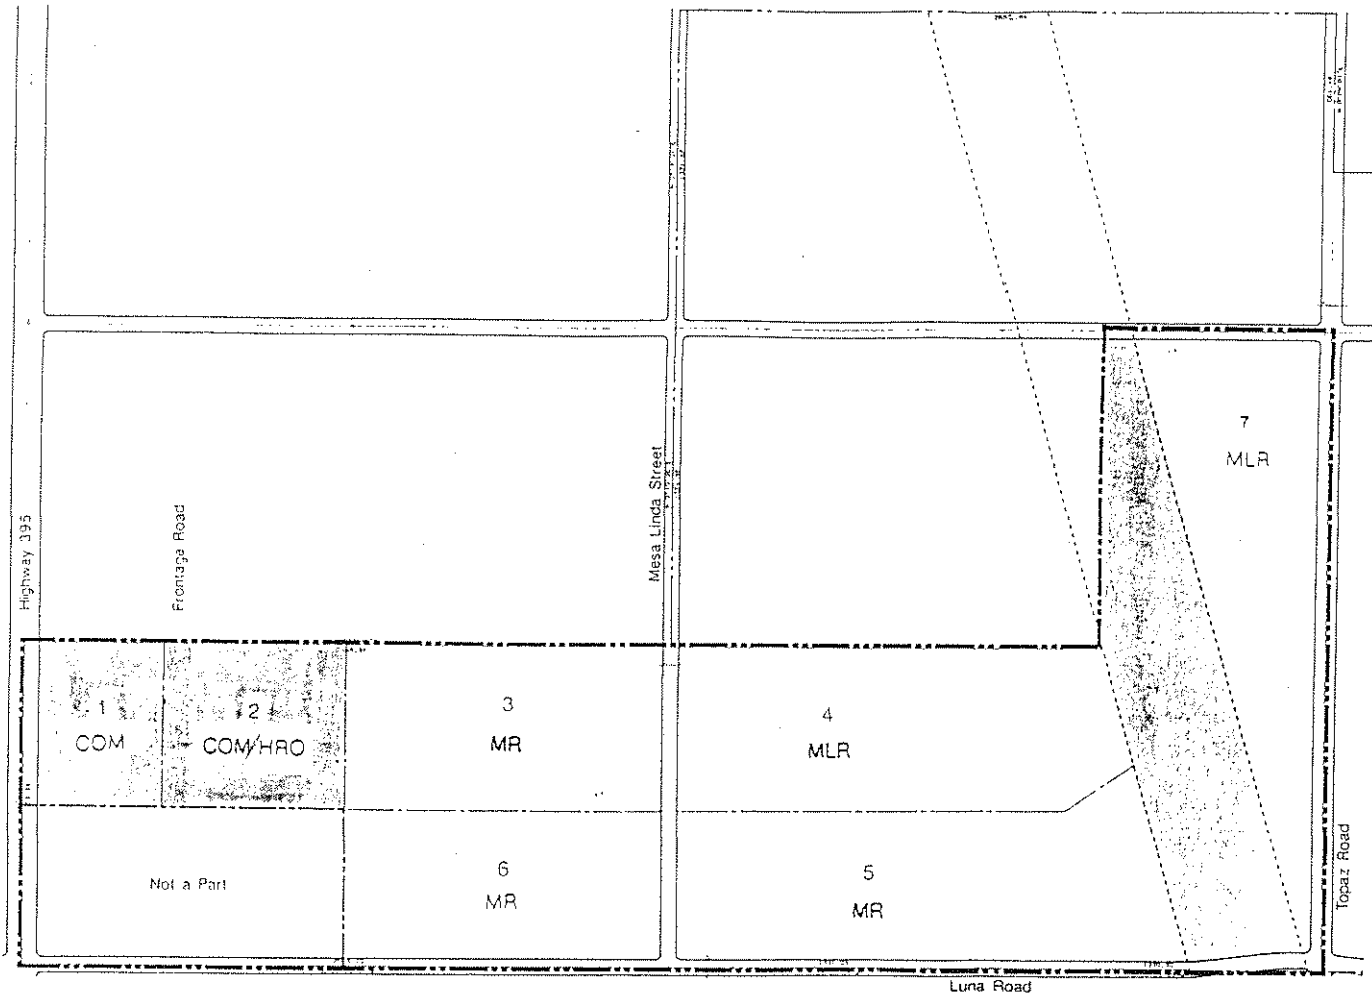 Highway 395
Frontage Road
Mesa Linda Street
7
MLR
1
COM
2
COM/HRO
3
MR
4
MLR
Not a Part
6
MR
5
MR
Topaz Road
Luna Road